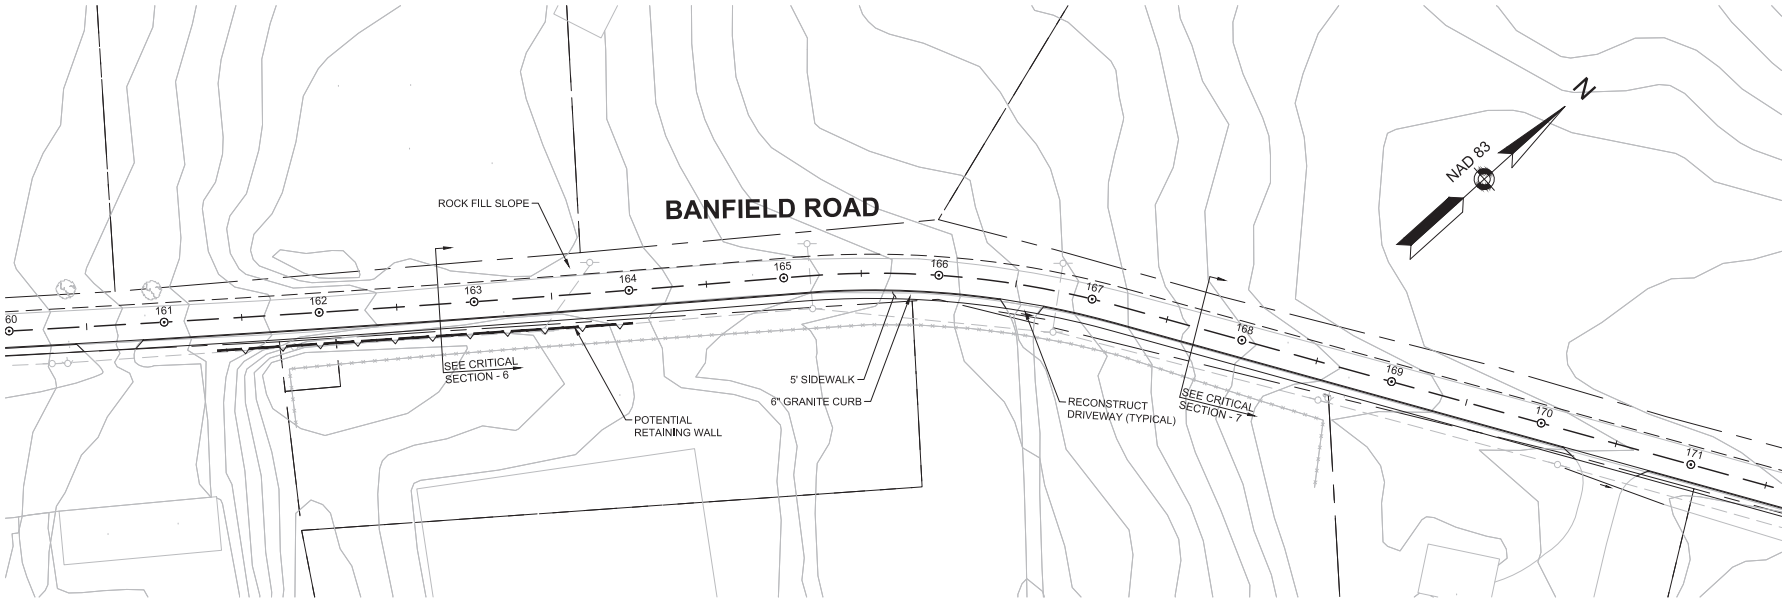 N
NAD 83
ROCK FILL SLOPE
BANFIELD ROAD
60
161
162
163
164
165
166
167
168
169
170
171
SEE CRITICAL
SECTION - 6
5' SIDEWALK
6" GRANITE CURB
POTENTIAL
RETAINING WALL
RECONSTRUCT
DRIVEWAY (TYPICAL)
SEE CRITICAL
SECTION - 7